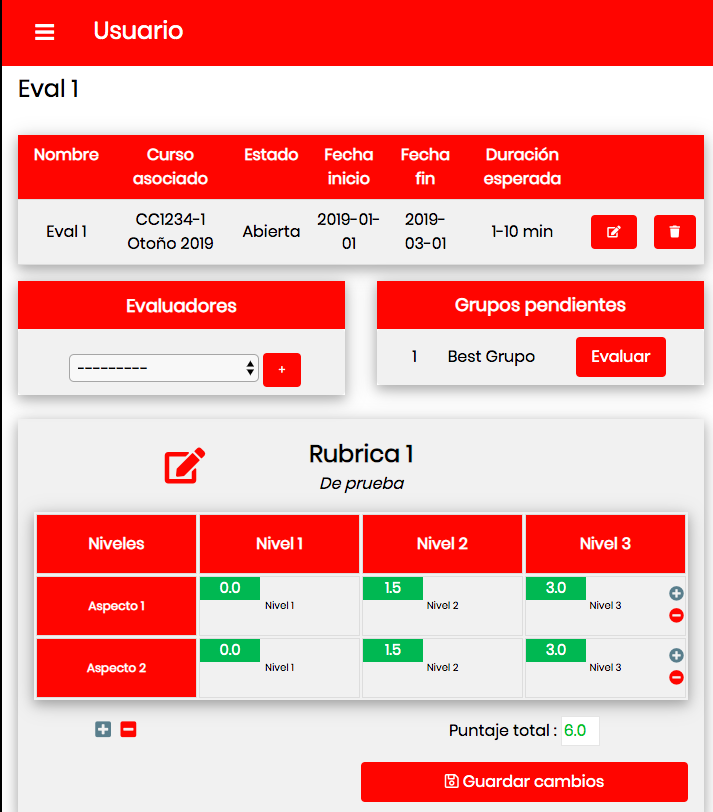 Usuario
Eval 1
Nombre Curso asociado Estado Fecha inicio Fecha fin Duración esperada
Eval 1 CC1234-1 Otoño 2019 Abierta 2019-01-01 2019-03-01 1-10 min
Evaluadores
---------
+
Grupos pendientes
1 Best Grupo Evaluar
Rubrica 1
De prueba
Niveles Nivel 1 Nivel 2 Nivel 3
Aspecto 1 0.0 Nivel 1 1.5 Nivel 2 3.0 Nivel 3
Aspecto 2 0.0 Nivel 1 1.5 Nivel 2 3.0 Nivel 3
Puntaje total : 6.0
Guardar cambios